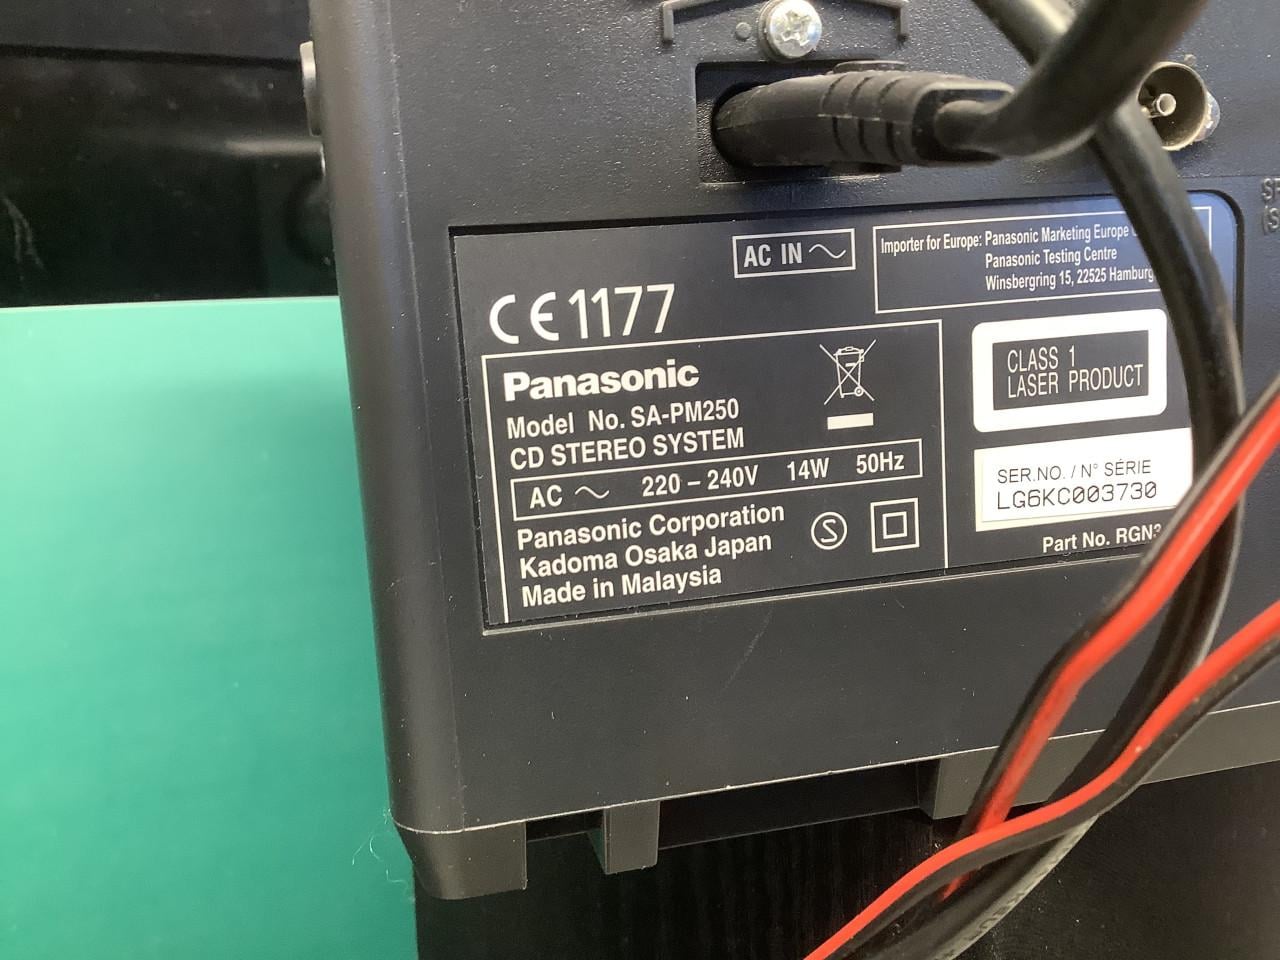 AC IN
Importer for Europe: Panasonic Marketing Europe
Panasonic Testing Centre
Winsbergring 15, 22525 Hamburg
CE1177
Panasonic
Model No. SA-PM250
CD STEREO SYSTEM
AC ~ 220 – 240V 14W 50Hz
Panasonic Corporation
Kadoma Osaka Japan
Made in Malaysia
S
CLASS 1
LASER PRODUCT
SER.NO. / N° SÉRIE
LG6KC003730
Part No.